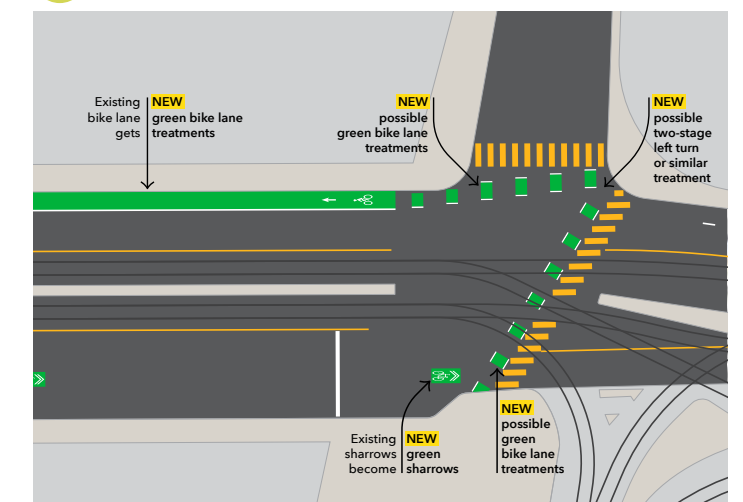 Existing NEW
bike lane green bike lane
gets treatments
NEW
possible
green bike lane
treatments
NEW
possible
two-stage
left turn
or similar
treatment
Existing NEW
sharrows green
become sharrows
NEW
possible
green
bike lane
treatments